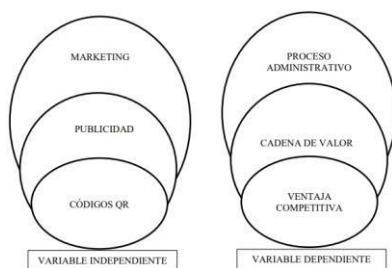 MARKETING
PUBLICIDAD
CÓDIGOS QR
VARIABLE INDEPENDIENTE
PROCESO
ADMINISTRATIVO
CADENA DE VALOR
VENTAJA
COMPETITIVA
VARIABLE DEPENDIENTE